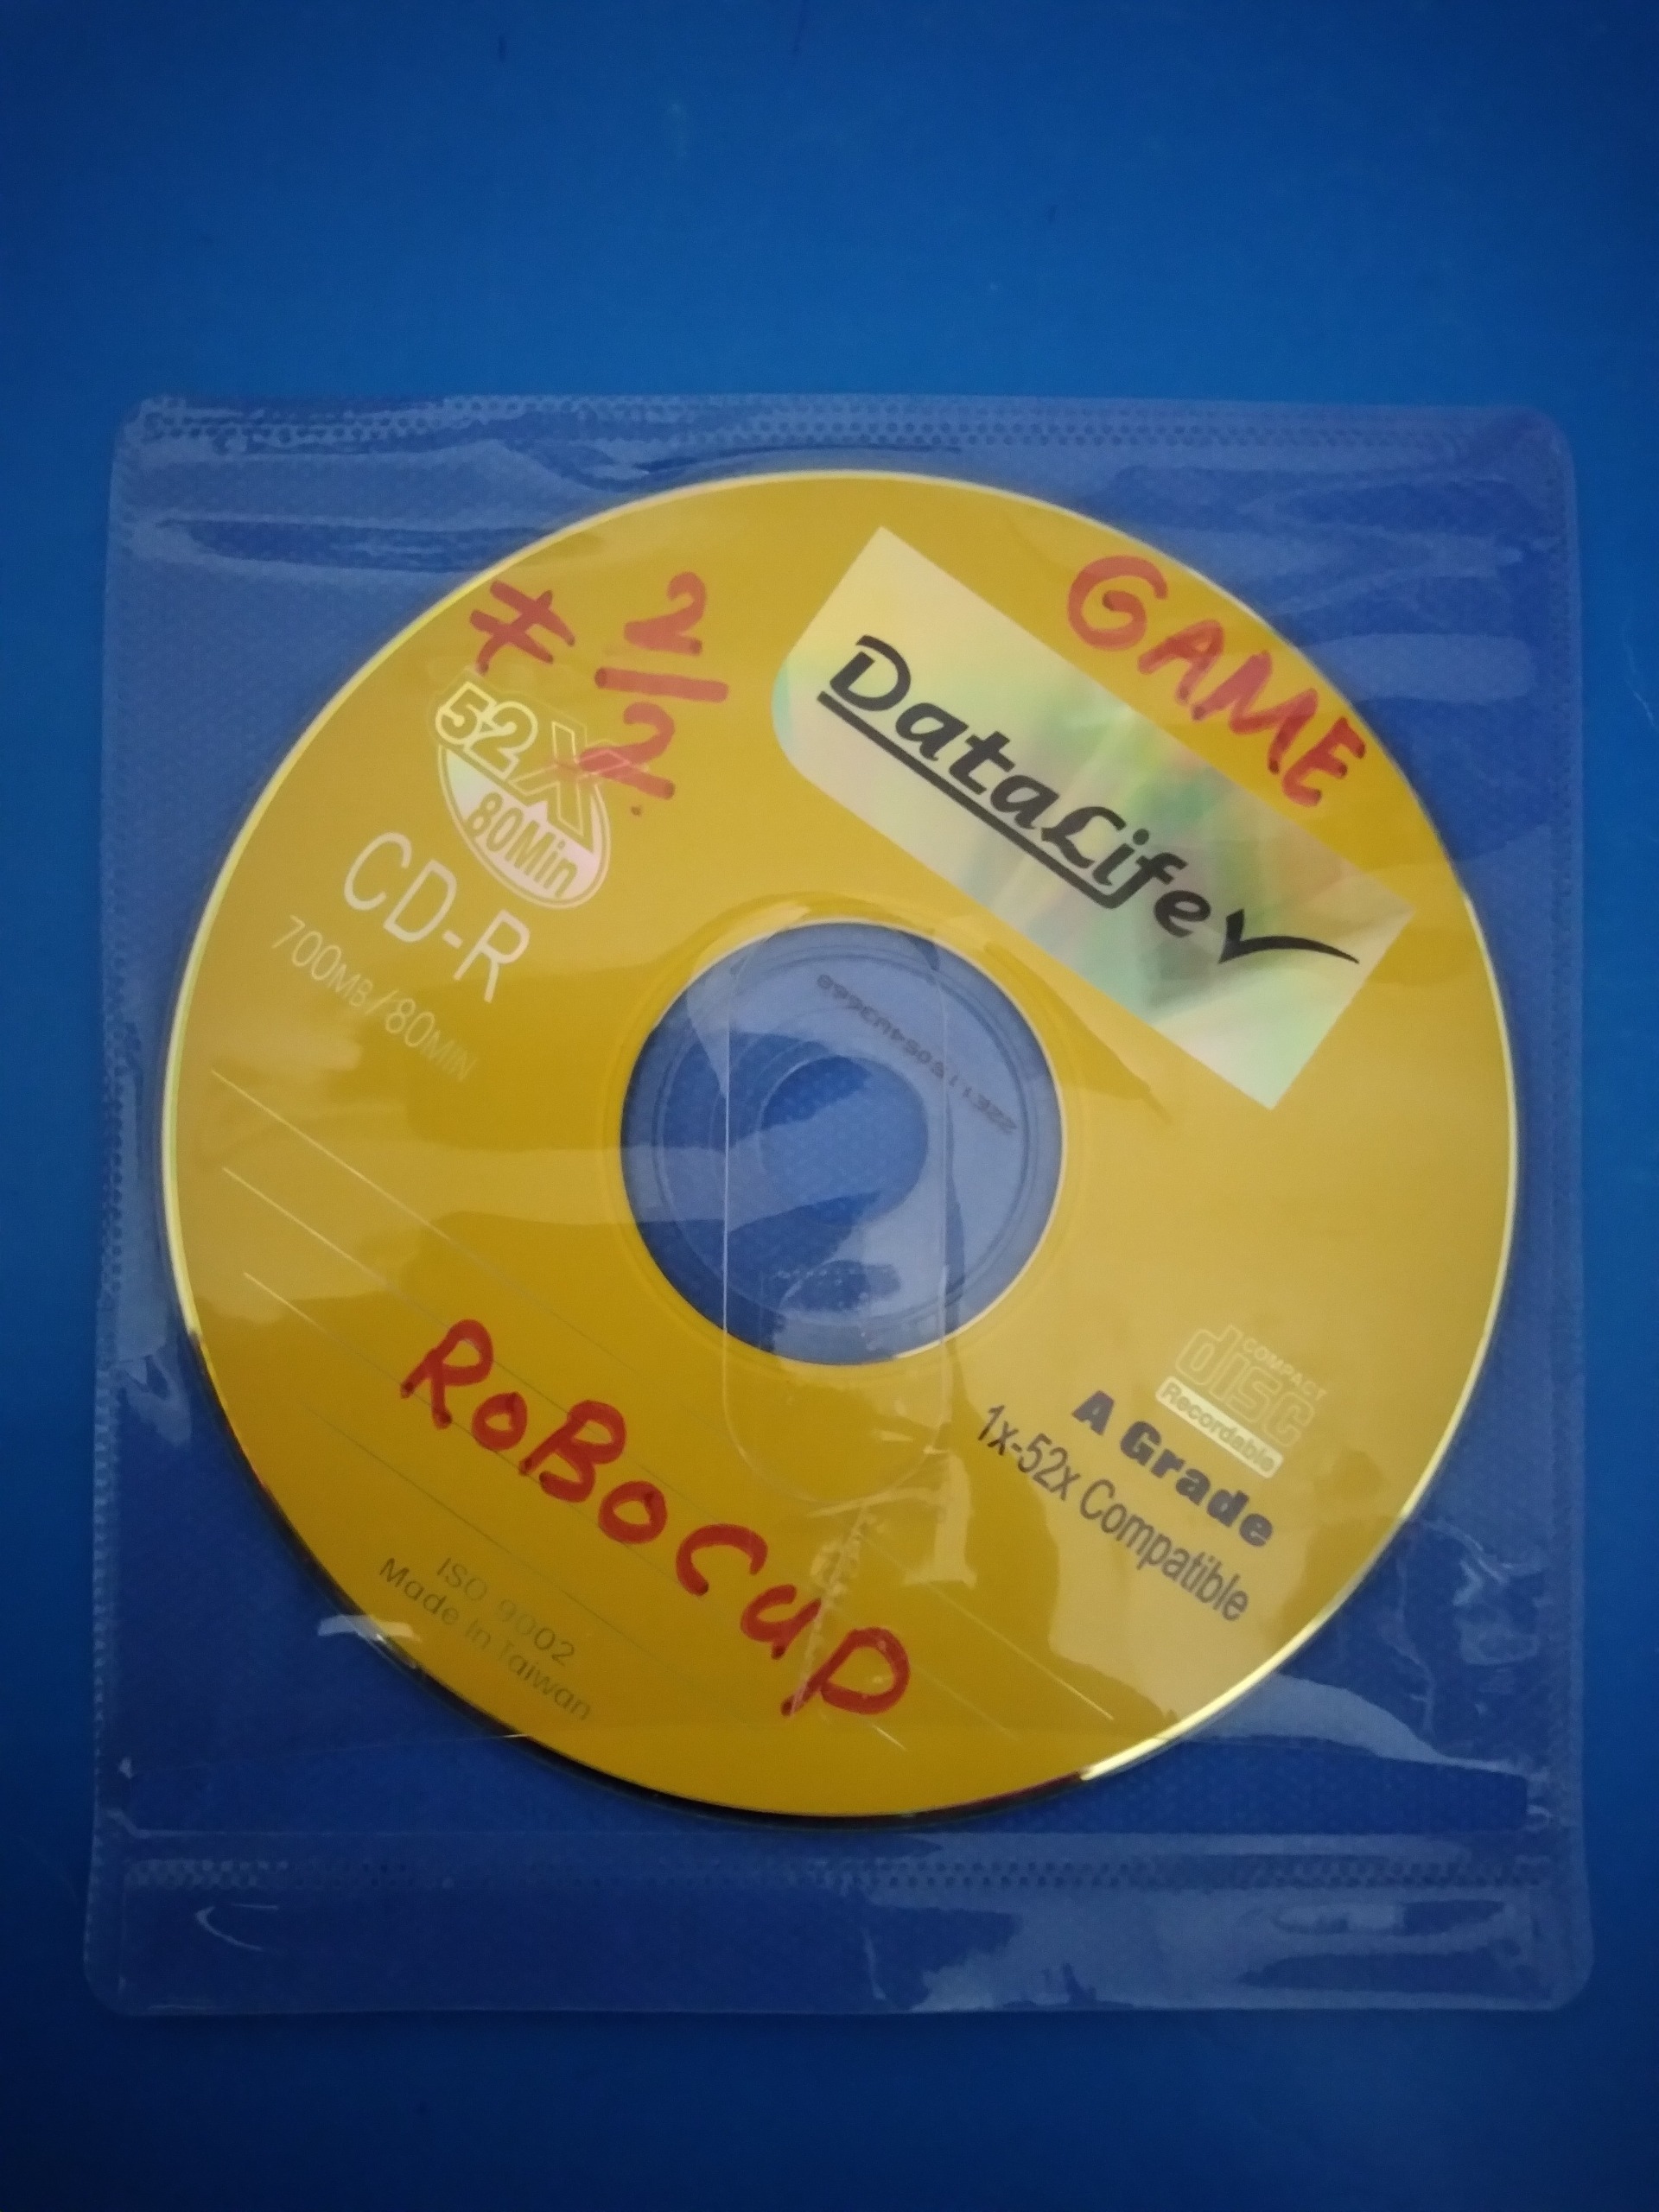 GAME
# 2/2
DataLife
52X
80Min
CD-R
700MB/80MIN
COMPACT
disc
Recordable
A Grade
1x-52x Compatible
RoBoCup
ISO 9002
Made In Taiwan